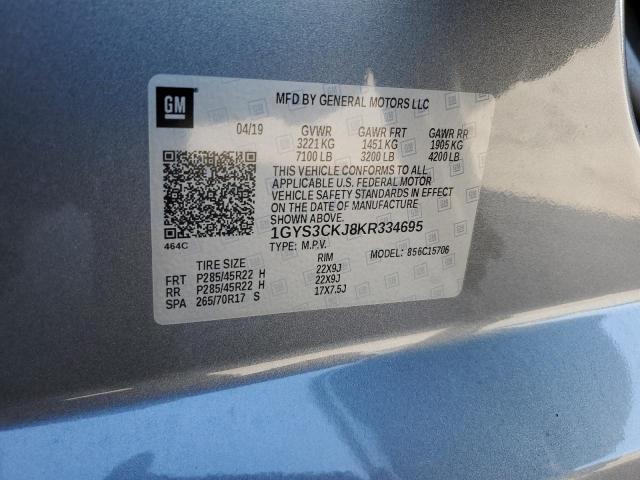 GM
MFD BY GENERAL MOTORS LLC
04/19 GVWR GAWR FRT GAWR RR
3221 KG 1451 KG 1905 KG
7100 LB 3200 LB 4200 LB
THIS VEHICLE CONFORMS TO ALL
APPLICABLE U.S. FEDERAL MOTOR
VEHICLE SAFETY STANDARDS IN EFFECT
ON THE DATE OF MANUFACTURE
SHOWN ABOVE.
1GYS3CKJ8KR334695
464C
TYPE: M.P.V. MODEL: 856C15706
TIRE SIZE RIM
FRT P285/45R22 H 22X9J
RR P285/45R22 H 22X9J
SPA 265/70R17 S 17X7.5J